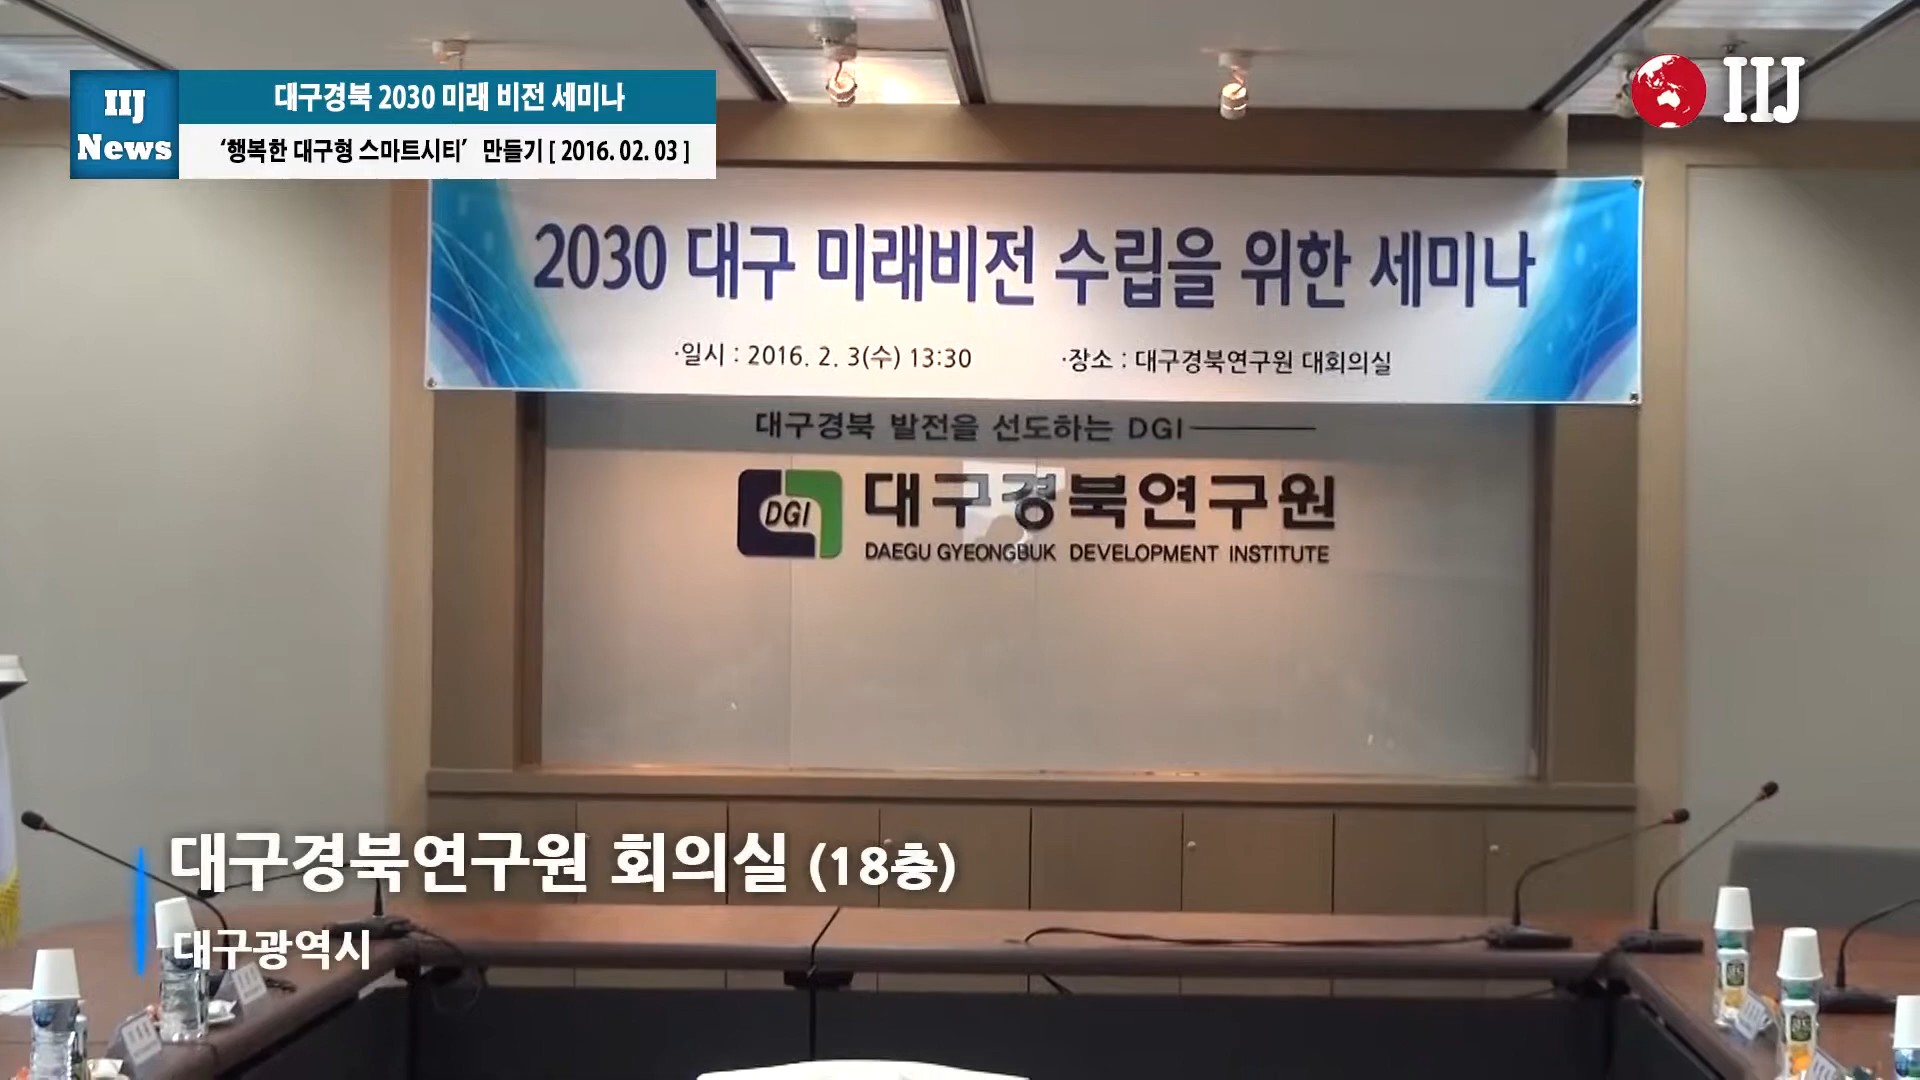 IIJ
News
대구경북 2030 미래 비전 세미나
‘행복한 대구형 스마트시티’ 만들기 [ 2016. 02. 03 ]
IIJ
2030 대구 미래비전 수립을 위한 세미나
·일시 : 2016. 2. 3(수) 13:30 ·장소 : 대구경북연구원 대회의실
대구경북 발전을 선도하는 DGI
DGI
대구경북연구원
DAEGU GYEONGBUK DEVELOPMENT INSTITUTE
대구경북연구원 회의실 (18층)
대구광역시